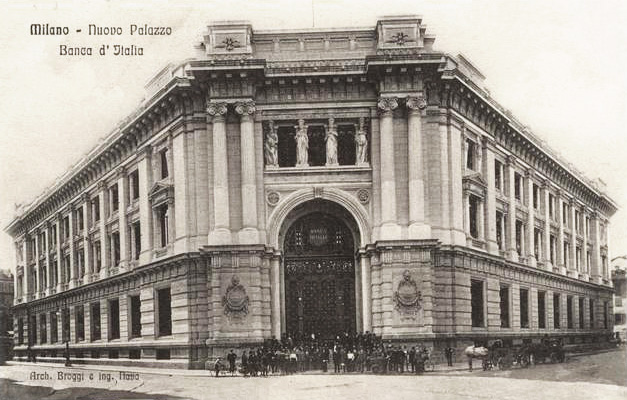 Milano - Nuovo Palazzo
Banca d' Italia
Arch. Broggi e ing. Nava